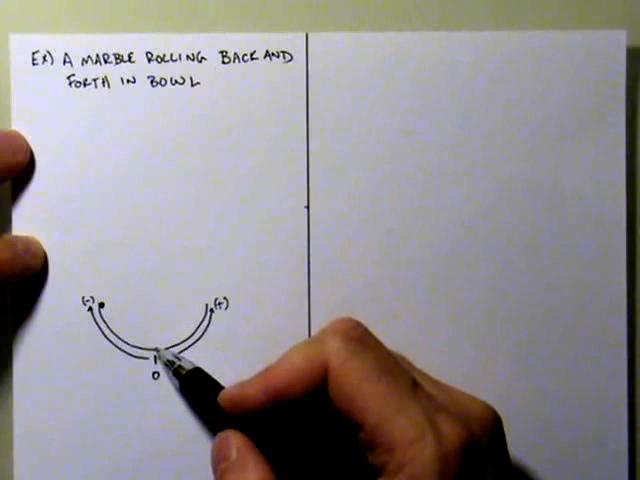 EX) A MARBLE ROLLING BACK AND
FORTH IN BOWL
(-) (+)
0